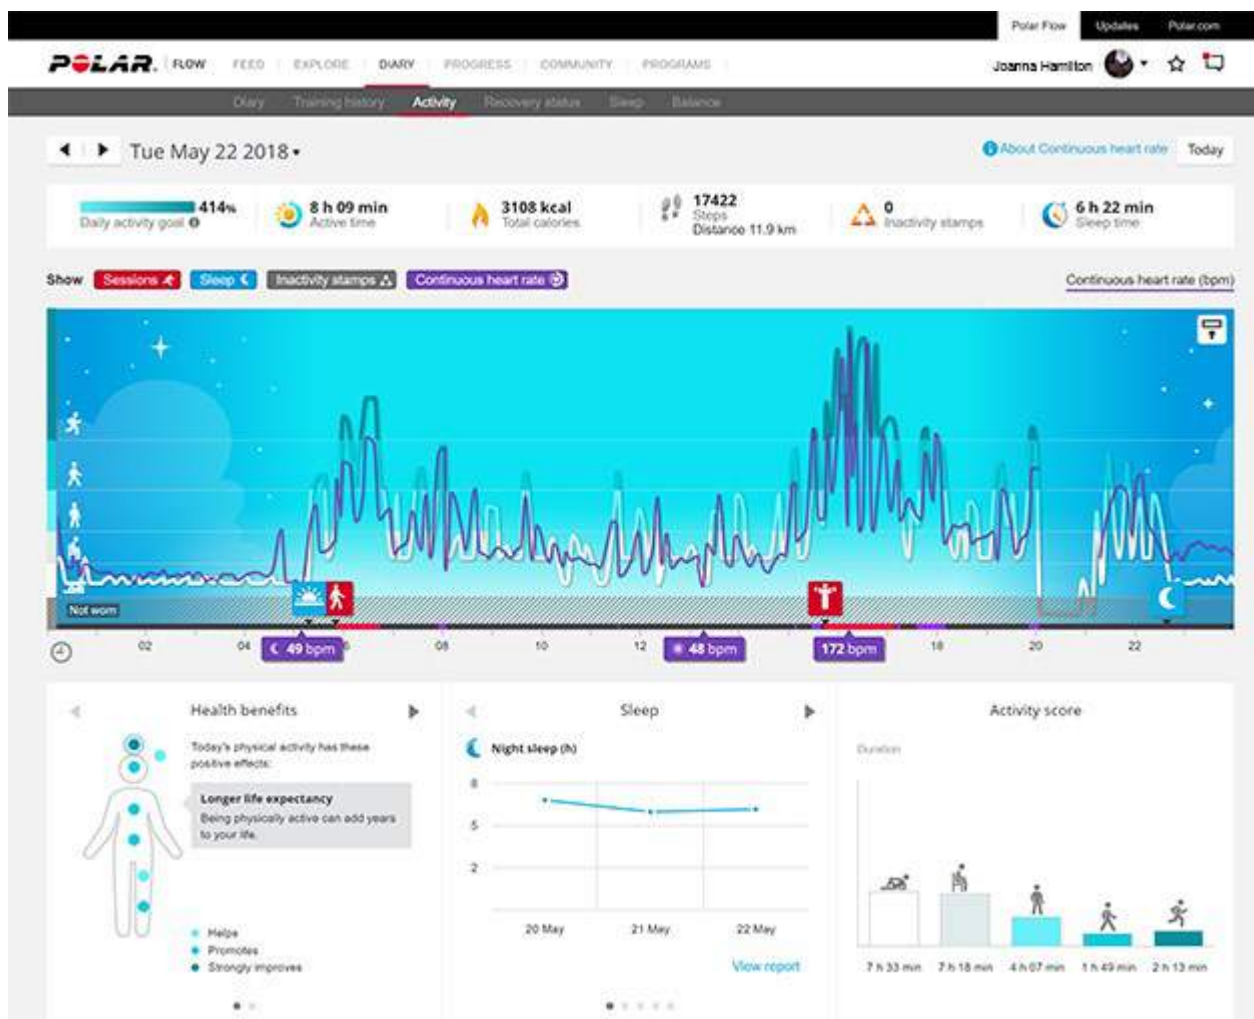 Polar Flow Updates Polar.com
POLAR. FLOW FEED EXPLORE DIARY PROGRESS COMMUNITY PROGRAMS Joanna Hamilton
Diary Training history Activity Recovery status Sleep Balance
Tue May 22 2018 About Continuous heart rate Today
414%
Daily activity goal
8 h 09 min
Active time
3108 kcal
Total calories
17422
Steps
Distance 11.9 km
0
Inactivity stamps
6 h 22 min
Sleep time
Show Sessions Sleep Inactivity stamps Continuous heart rate Continuous heart rate (bpm)
Not worn
02 04 6 08 10 12 16 18 20 22
49 bpm 48 bpm 172 bpm
Health benefits
Today's physical activity has these
positive effects:
Longer life expectancy
Being physically active can add years
to your life.
Helps
Promotes
Strongly improves
Sleep
Night sleep (h)
8
5
2
20 May 21 May 22 May
View report
Activity score
Duration
7 h 33 min 7 h 18 min 4 h 07 min 1 h 49 min 2 h 13 min